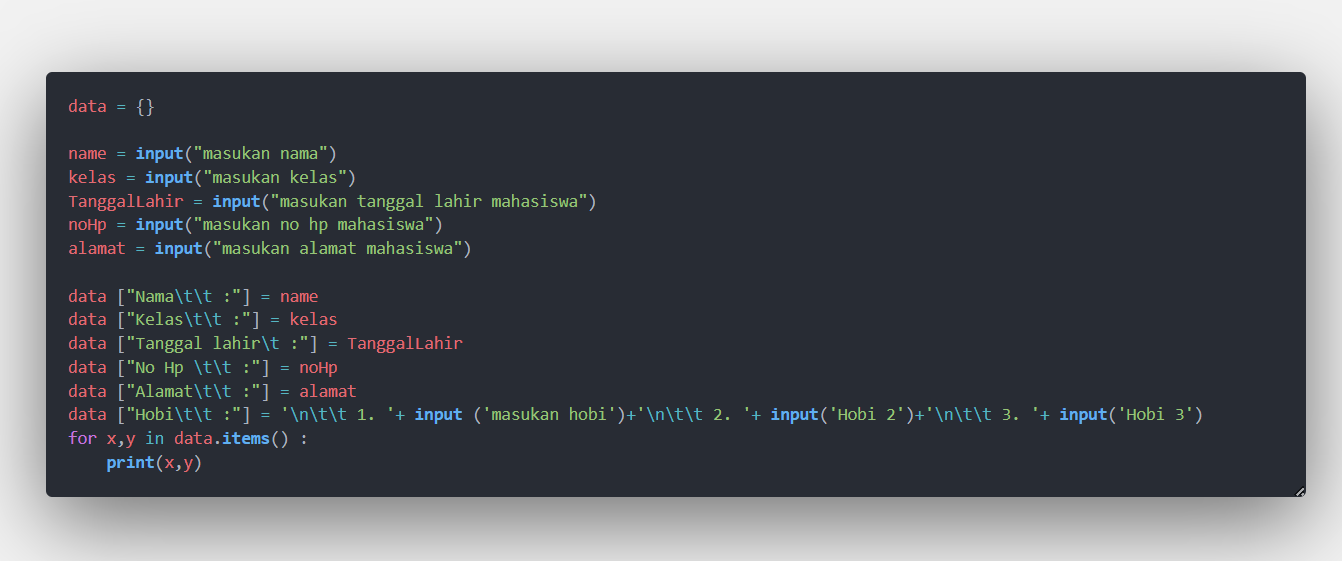 data = {}
name = input("masukan nama")
kelas = input("masukan kelas")
TanggalLahir = input("masukan tanggal lahir mahasiswa")
noHp = input("masukan no hp mahasiswa")
alamat = input("masukan alamat mahasiswa")
data ["Nama\t\t :"] = name
data ["Kelas\t\t :"] = kelas
data ["Tanggal lahir\t :"] = TanggalLahir
data ["No Hp \t\t :"] = noHp
data ["Alamat\t\t :"] = alamat
data ["Hobi\t\t :"] = '\n\t\t 1. '+ input ('masukan hobi')+'\n\t\t 2. '+ input('Hobi 2')+'\n\t\t 3. '+ input('Hobi 3')
for x,y in data.items() :
    print(x,y)